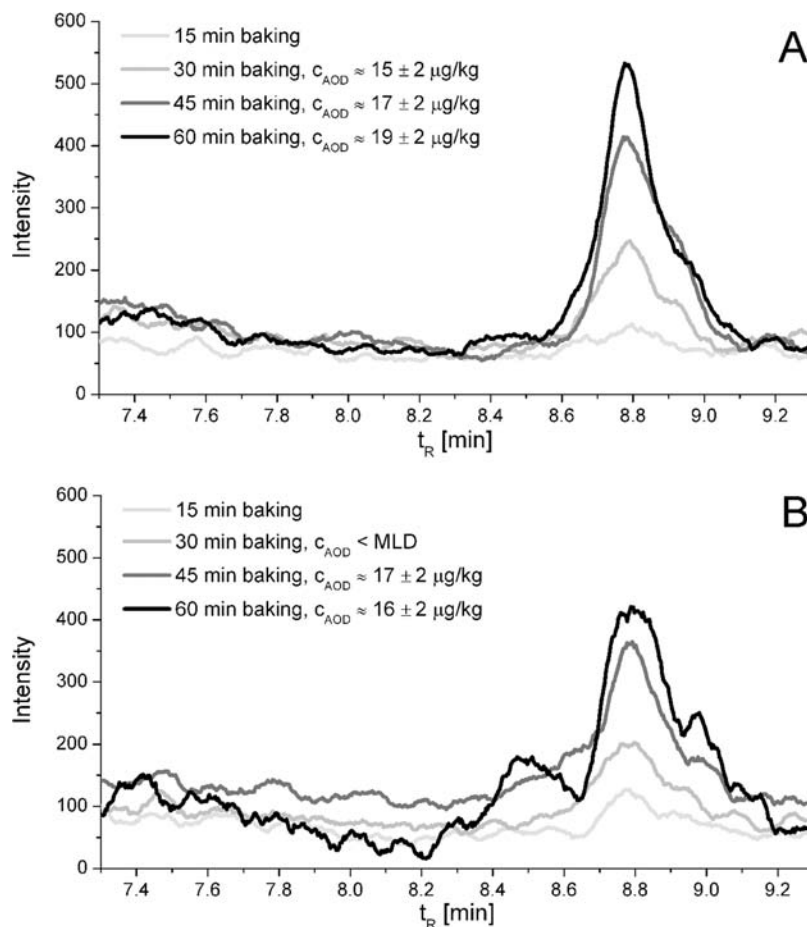 600
500
400
300
200
100
0
Intensity
15 min baking
30 min baking, c_AOD ≈ 15 ± 2 µg/kg
45 min baking, c_AOD ≈ 17 ± 2 µg/kg
60 min baking, c_AOD ≈ 19 ± 2 µg/kg
A
7.4 7.6 7.8 8.0 8.2 8.4 8.6 8.8 9.0 9.2
t_R [min]
600
500
400
300
200
100
0
Intensity
15 min baking
30 min baking, c_AOD < MLD
45 min baking, c_AOD ≈ 17 ± 2 µg/kg
60 min baking, c_AOD ≈ 16 ± 2 µg/kg
B
7.4 7.6 7.8 8.0 8.2 8.4 8.6 8.8 9.0 9.2
t_R [min]